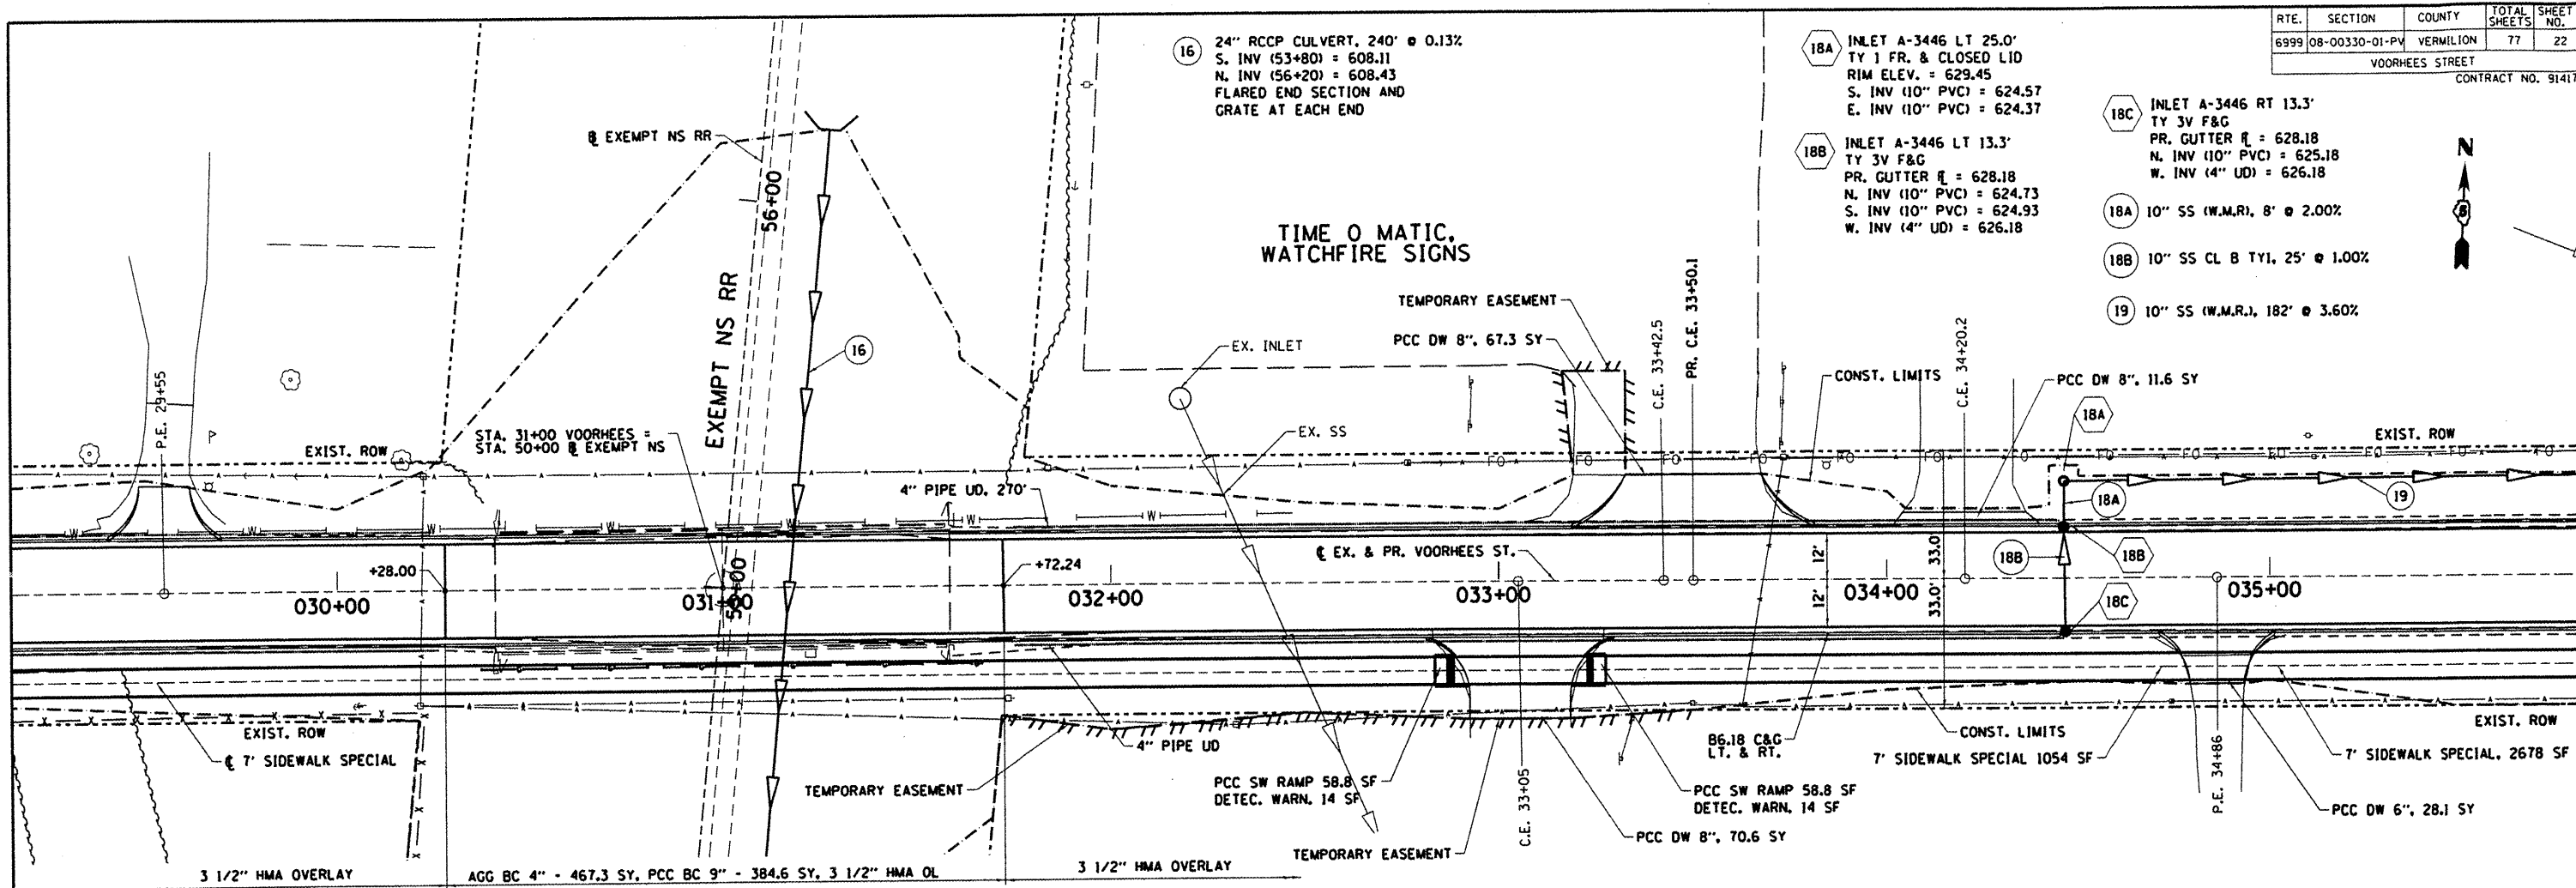 RTE. SECTION COUNTY TOTAL SHEETS SHEET NO.
6999 08-00330-01-PV VERMILION 77 22
VOORHEES STREET
CONTRACT NO. 91417
16 24" RCCP CULVERT, 240' @ 0.13%
S. INV (53+80) = 608.11
N. INV (56+20) = 608.43
FLARED END SECTION AND
GRATE AT EACH END
18A INLET A-3446 LT 25.0'
TY 1 FR. & CLOSED LID
RIM ELEV. = 629.45
S. INV (10" PVC) = 624.57
E. INV (10" PVC) = 624.37
18B INLET A-3446 LT 13.3'
TY 3V F&G
PR. GUTTER FL = 628.18
N. INV (10" PVC) = 624.73
S. INV (10" PVC) = 624.93
W. INV (4" UD) = 626.18
18C INLET A-3446 RT 13.3'
TY 3V F&G
PR. GUTTER FL = 628.18
N. INV (10" PVC) = 625.18
W. INV (4" UD) = 626.18
18A 10" SS (W.M.R), 8' @ 2.00%
18B 10" SS CL B TY1, 25' @ 1.00%
19 10" SS (W.M.R.), 182' @ 3.60%
N
℄ EXEMPT NS RR
56+00
EXEMPT NS RR
16
TIME O MATIC,
WATCHFIRE SIGNS
TEMPORARY EASEMENT
PCC DW 8", 67.3 SY
EX. INLET
EX. SS
C.E. 33+42.5
PR. C.E. 33+50.1
CONST. LIMITS
C.E. 34+20.2
PCC DW 8", 11.6 SY
18A
EXIST. ROW
P.E. 29+55
EXIST. ROW
STA. 31+00 VOORHEES =
STA. 50+00 ℄ EXEMPT NS
4" PIPE UD, 270'
18A
19
18B
18B
18C
℄ EX. & PR. VOORHEES ST.
12'
12'
33.0'
33.0'
+28.00
+72.24
50+00
030+00
031+00
032+00
033+00
034+00
035+00
EXIST. ROW
℄ 7' SIDEWALK SPECIAL
4" PIPE UD
TEMPORARY EASEMENT
PCC SW RAMP 58.8 SF
DETEC. WARN. 14 SF
C.E. 33+05
B6.18 C&G
LT. & RT.
PCC SW RAMP 58.8 SF
DETEC. WARN. 14 SF
PCC DW 8", 70.6 SY
TEMPORARY EASEMENT
CONST. LIMITS
7' SIDEWALK SPECIAL 1054 SF
P.E. 34+86
EXIST. ROW
7' SIDEWALK SPECIAL, 2678 SF
PCC DW 6", 28.1 SY
3 1/2" HMA OVERLAY
AGG BC 4" - 467.3 SY, PCC BC 9" - 384.6 SY, 3 1/2" HMA OL
3 1/2" HMA OVERLAY